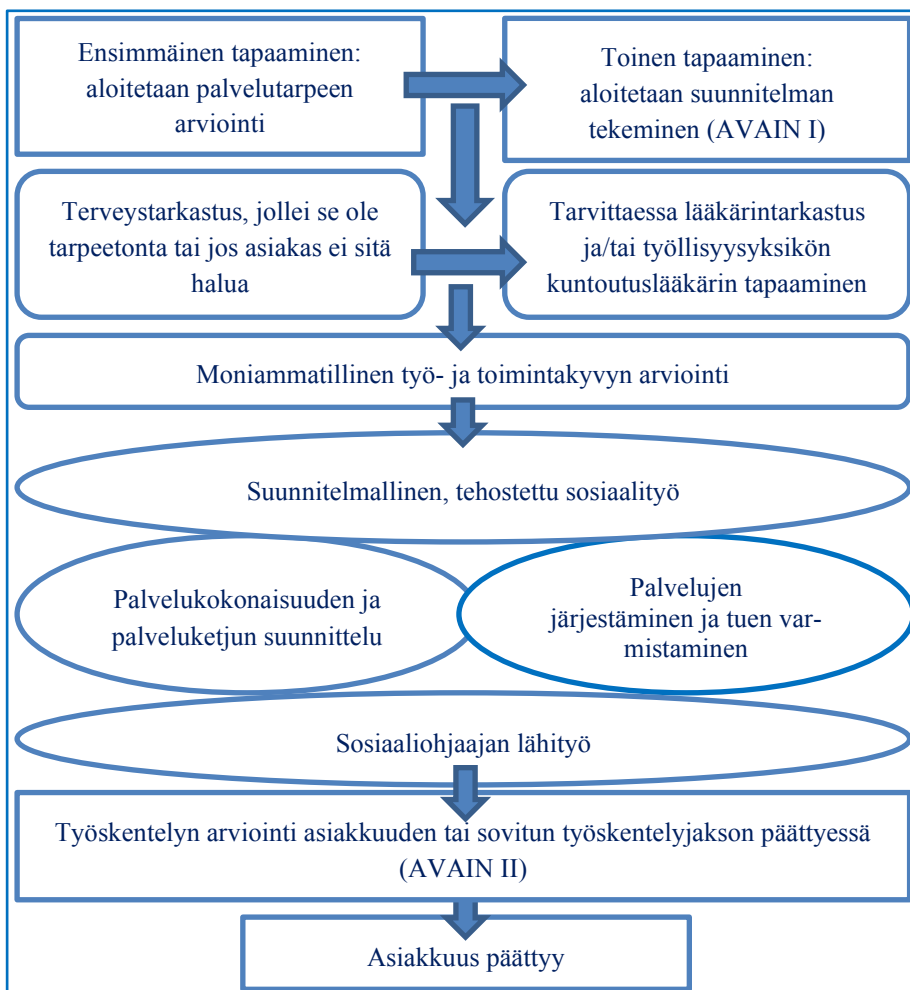 Ensimmäinen tapaaminen:
aloitetaan palvelutarpeen
arviointi
Toinen tapaaminen:
aloitetaan suunnitelman
tekeminen (AVAIN I)
Terveystarkastus, jollei se ole
tarpeetonta tai jos asiakas ei sitä
halua
Tarvittaessa lääkärintarkastus
ja/tai työllisyysyksikön
kuntoutuslääkärin tapaaminen
Moniammatillinen työ- ja toimintakyvyn arviointi
Suunnitelmallinen, tehostettu sosiaalityö
Palvelukokonaisuuden ja
palveluketjun suunnittelu
Palvelujen
järjestäminen ja tuen var-
mistaminen
Sosiaaliohjaajan lähityö
Työskentelyn arviointi asiakkuuden tai sovitun työskentelyjakson päättyessä
(AVAIN II)
Asiakkuus päättyy